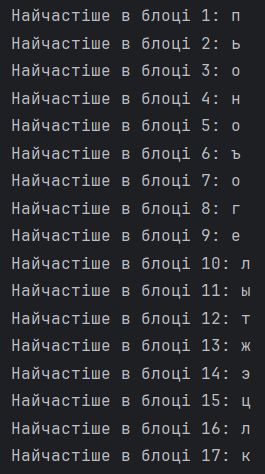 Найчастіше в блоці 1: п
Найчастіше в блоці 2: ь
Найчастіше в блоці 3: о
Найчастіше в блоці 4: н
Найчастіше в блоці 5: о
Найчастіше в блоці 6: ъ
Найчастіше в блоці 7: о
Найчастіше в блоці 8: г
Найчастіше в блоці 9: е
Найчастіше в блоці 10: л
Найчастіше в блоці 11: ы
Найчастіше в блоці 12: т
Найчастіше в блоці 13: ж
Найчастіше в блоці 14: э
Найчастіше в блоці 15: ц
Найчастіше в блоці 16: л
Найчастіше в блоці 17: к